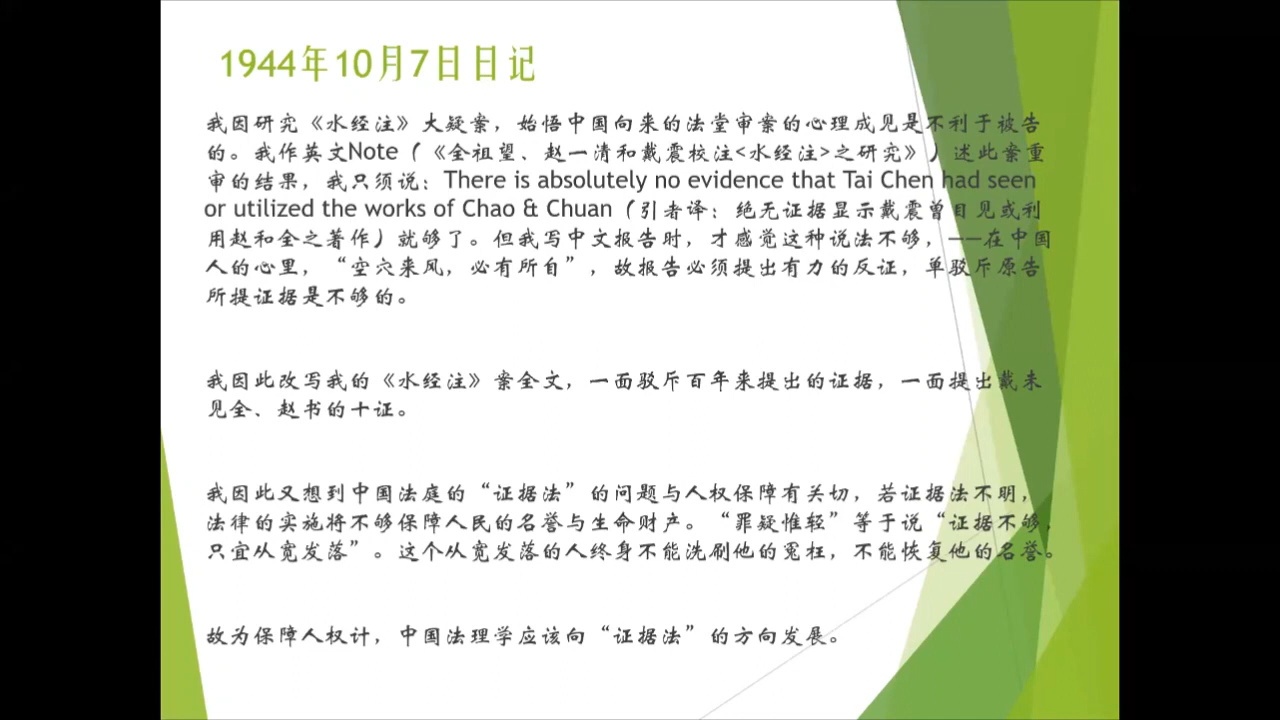 1944年10月7日日记
我因研究《水经注》大疑案，始悟中国向来的法堂审案的心理成见是不利于被告
的。我作英文Note（《全祖望、赵一清和戴震校注<水经注>之研究》）述此案重
审的结果，我只须说：There is absolutely no evidence that Tai Chen had seen
or utilized the works of Chao & Chuan（引者译：绝无证据显示戴震曾目见或利
用赵和全之著作）就够了。但我写中文报告时，才感觉这种说法不够，——在中国
人的心里，“空穴来风，必有所自”，故报告必须提出有力的反证，单驳斥原告
所提证据是不够的。
我因此改写我的《水经注》案全文，一面驳斥百年来提出的证据，一面提出戴未
见全、赵书的十证。
我因此又想到中国法庭的“证据法”的问题与人权保障有关切，若证据法不明，
法律的实施将不够保障人民的名誉与生命财产。“罪疑惟轻”等于说“证据不够，
只宜从宽发落”。这个从宽发落的人终身不能洗刷他的冤枉，不能恢复他的名誉。
故为保障人权计，中国法理学应该向“证据法”的方向发展。